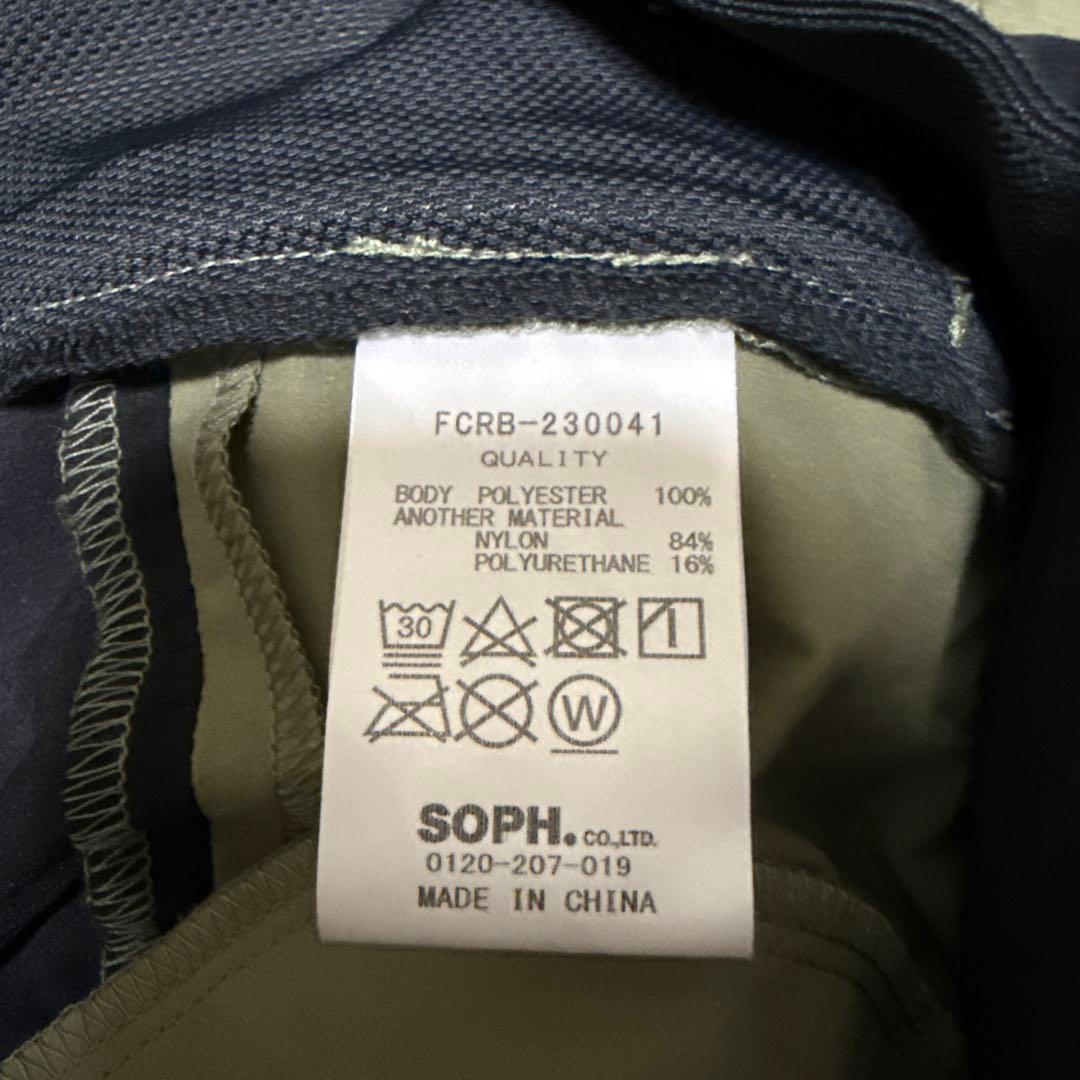 FCRB-230041
QUALITY
BODY POLYESTER 100%
ANOTHER MATERIAL
NYLON 84%
POLYURETHANE 16%
30
W
SOPH. CO.,LTD.
0120-207-019
MADE IN CHINA